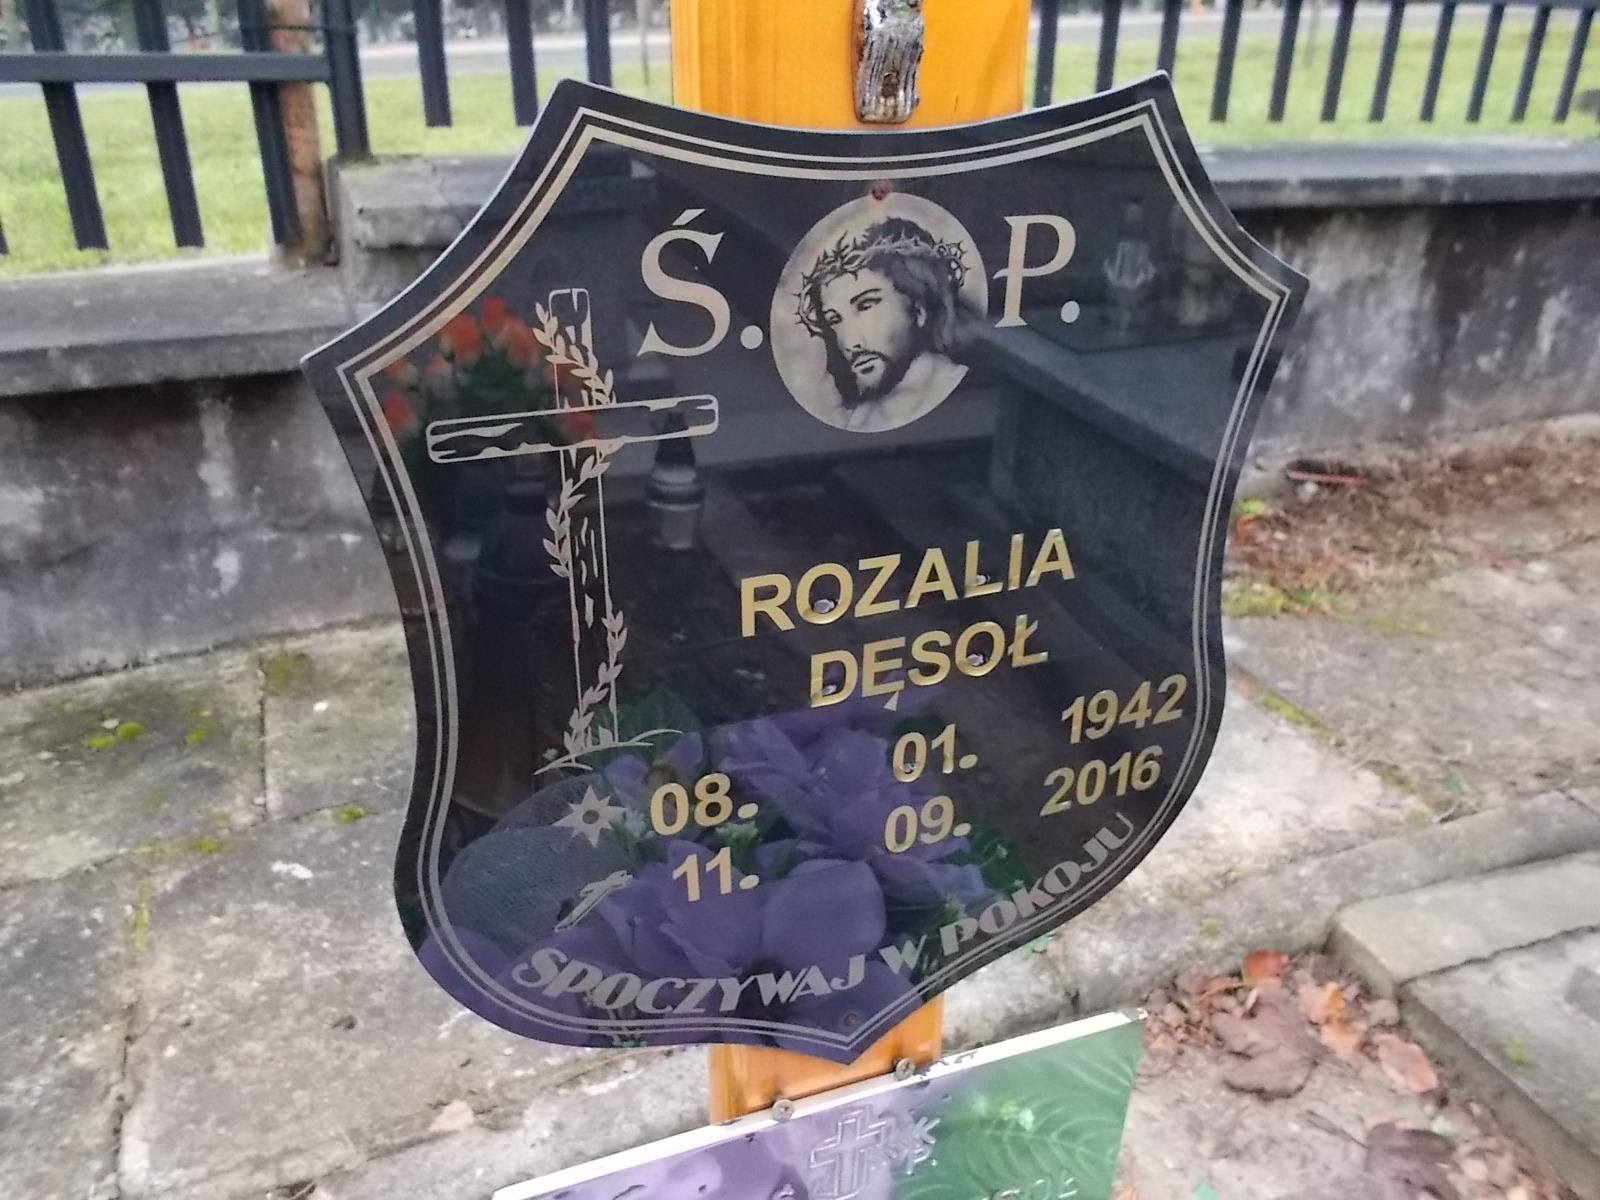 Ś. P.
ROZALIA
DĘSOŁ
08. 01. 1942
11. 09. 2016
SPOCZYWAJ W POKOJU